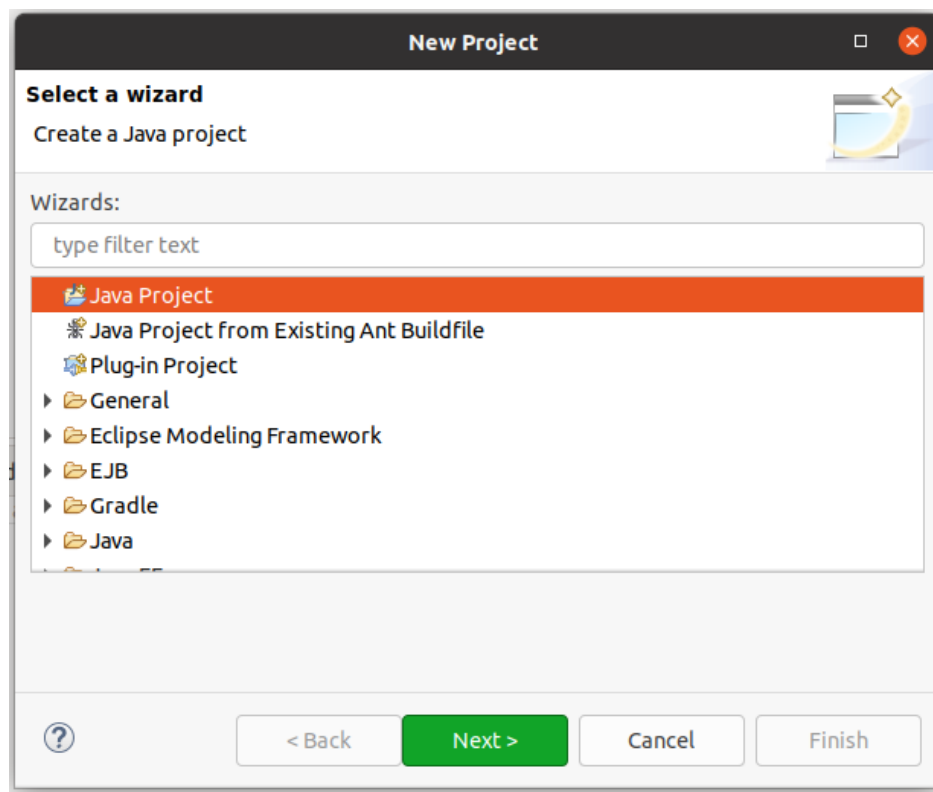 New Project
Select a wizard
Create a Java project
Wizards:
type filter text
Java Project
Java Project from Existing Ant Buildfile
Plug-in Project
General
Eclipse Modeling Framework
EJB
Gradle
Java
?
< Back Next > Cancel Finish